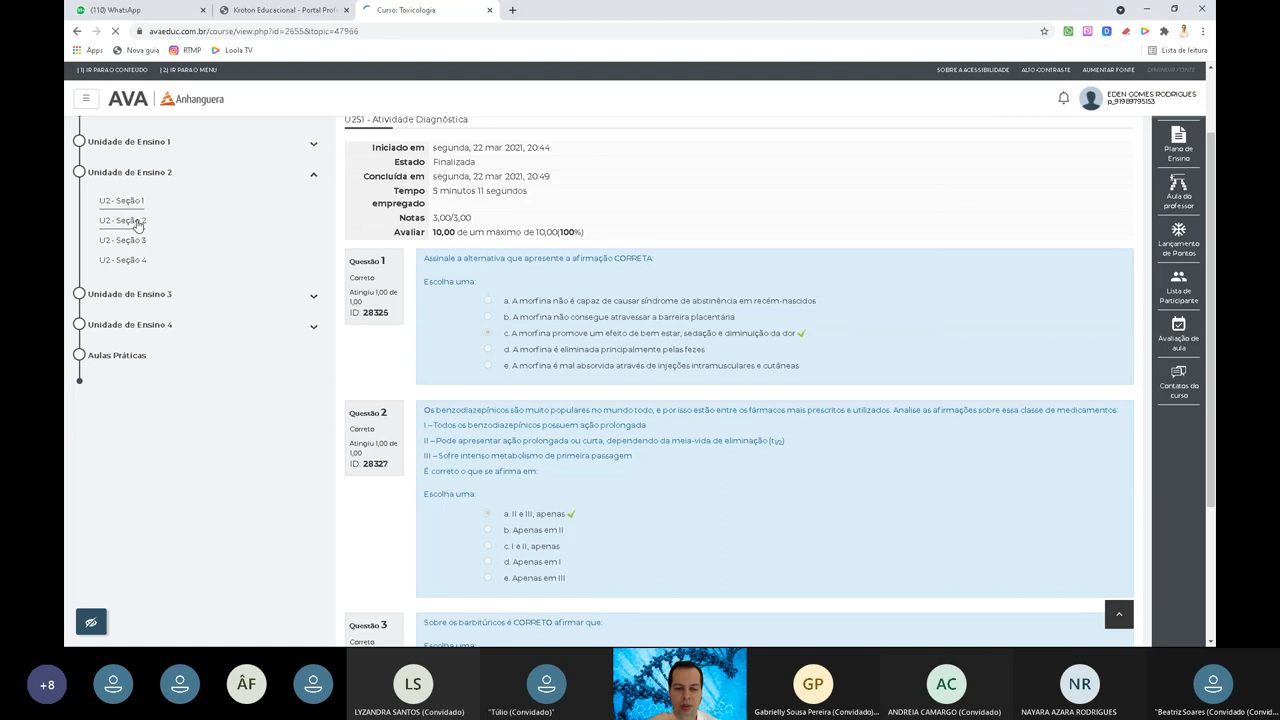 (110) WhatsApp
Kroton Educacional - Portal Prof
Curso: Toxicologia
avaeduc.com.br/course/view.php?id=2655&topic=47966
Apps
Nova guia
RTMP
Loola TV
Lista de leitura
| 1| IR PARA O CONTEÚDO
| 2| IR PARA O MENU
SOBRE A ACESSIBILIDADE
ALTO-CONTRASTE
AUMENTAR FONTE
DIMINUIR FONTE
AVA
Anhanguera
EDEN GOMES RODRIGUES
p_91989795153
Unidade de Ensino 1
Unidade de Ensino 2
U2 - Seção 1
U2 - Seção 2
U2 - Seção 3
U2 - Seção 4
Unidade de Ensino 3
Unidade de Ensino 4
Aulas Práticas
U2S1 - Atividade Diagnóstica
Iniciado em segunda, 22 mar 2021, 20:44
Estado Finalizada
Concluída em segunda, 22 mar 2021, 20:49
Tempo empregado 5 minutos 11 segundos
Notas 3,00/3,00
Avaliar 10,00 de um máximo de 10,00(100%)
Questão 1
Correto
Atingiu 1,00 de
1,00
ID: 28325
Assinale a alternativa que apresente a afirmação CORRETA:
Escolha uma:
a. A morfina não é capaz de causar síndrome de abstinência em recém-nascidos
b. A morfina não consegue atravessar a barreira placentária
c. A morfina promove um efeito de bem estar, sedação e diminuição da dor
d. A morfina é eliminada principalmente pelas fezes
e. A morfina é mal absorvida através de injeções intramusculares e cutâneas
Questão 2
Correto
Atingiu 1,00 de
1,00
ID: 28327
Os benzodiazepínicos são muito populares no mundo todo, e por isso estão entre os fármacos mais prescritos e utilizados. Analise as afirmações sobre essa classe de medicamentos.
I – Todos os benzodiazepínicos possuem ação prolongada
II – Pode apresentar ação prolongada ou curta, dependendo da meia-vida de eliminação (t1/2)
III – Sofre intenso metabolismo de primeira passagem
É correto o que se afirma em:
Escolha uma:
a. II e III, apenas
b. Apenas em II
c. I e II, apenas
d. Apenas em I
e. Apenas em III
Questão 3
Correto
Sobre os barbitúricos é CORRETO afirmar que:
Escolha uma:
Plano de
Ensino
Aula do
professor
Lançamento
de Pontos
Lista de
Participante
Avaliação de
aula
Contatos do
curso
+8
ÂF
LS
LYZANDRA SANTOS (Convidado)
"Túlio (Convidado)"
GP
Gabrielly Sousa Pereira (Convidado)
AC
ANDREIA CAMARGO (Convidado)
NR
NAYARA AZARA RODRIGUES
"Beatriz Soares (Convidado) (Convid...